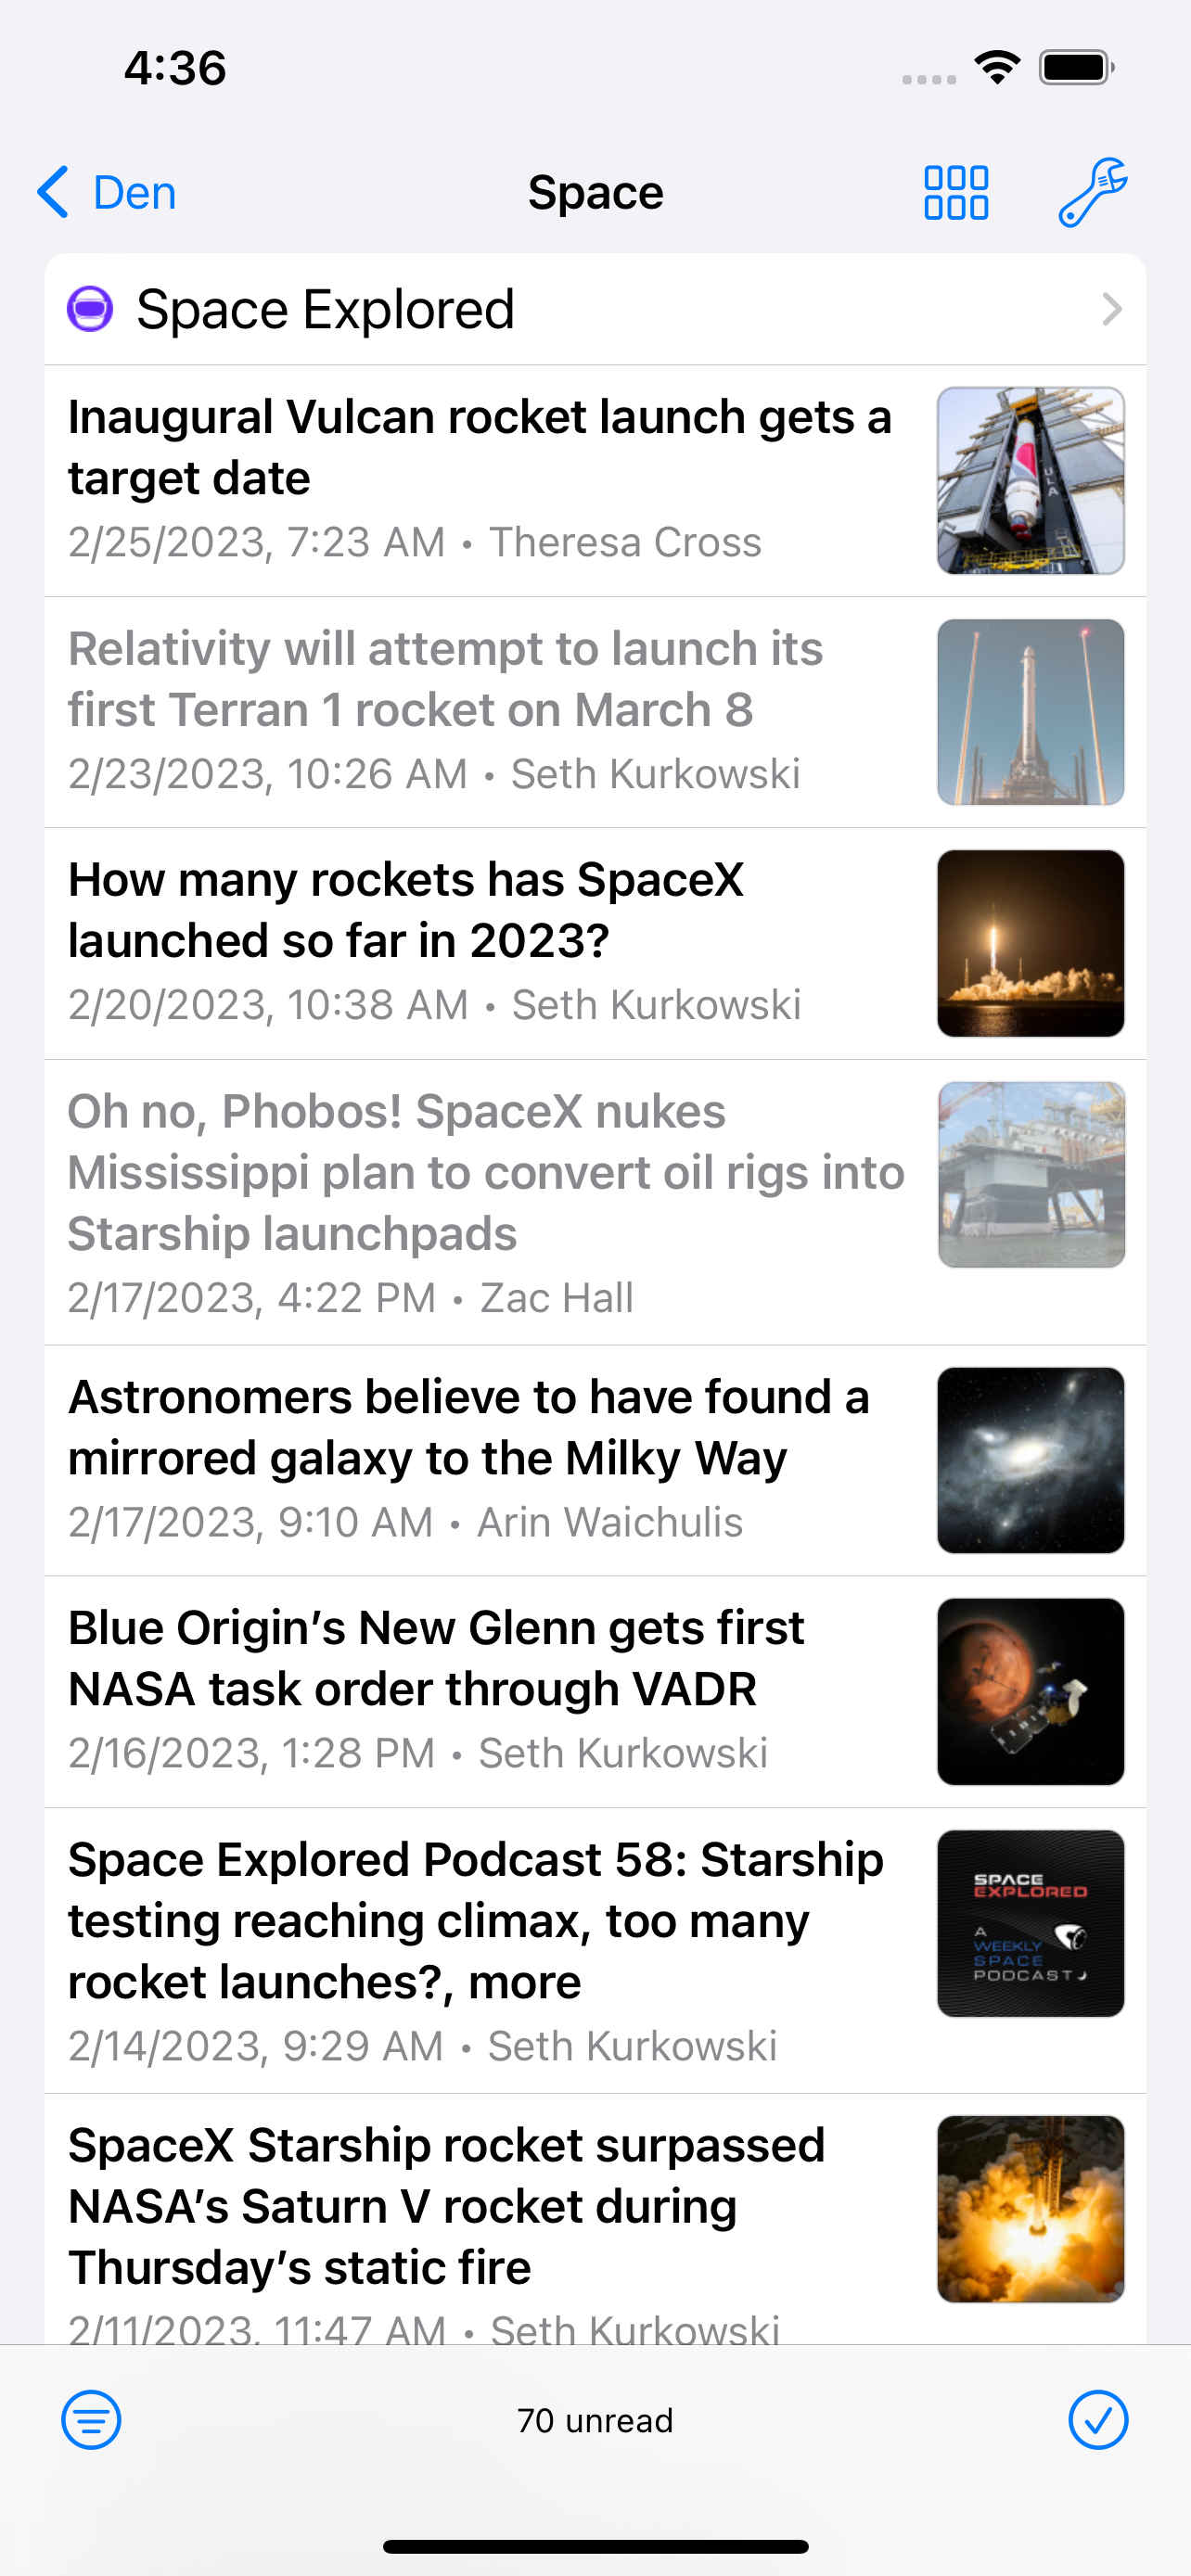 4:36
Den
Space
Space Explored
Inaugural Vulcan rocket launch gets a
target date
2/25/2023, 7:23 AM • Theresa Cross
ULA
Relativity will attempt to launch its
first Terran 1 rocket on March 8
2/23/2023, 10:26 AM • Seth Kurkowski
How many rockets has SpaceX
launched so far in 2023?
2/20/2023, 10:38 AM • Seth Kurkowski
Oh no, Phobos! SpaceX nukes
Mississippi plan to convert oil rigs into
Starship launchpads
2/17/2023, 4:22 PM • Zac Hall
Astronomers believe to have found a
mirrored galaxy to the Milky Way
2/17/2023, 9:10 AM • Arin Waichulis
Blue Origin’s New Glenn gets first
NASA task order through VADR
2/16/2023, 1:28 PM • Seth Kurkowski
Space Explored Podcast 58: Starship
testing reaching climax, too many
rocket launches?, more
2/14/2023, 9:29 AM • Seth Kurkowski
SPACE
EXPLORED
A
WEEKLY
SPACE
PODCAST
SpaceX Starship rocket surpassed
NASA’s Saturn V rocket during
Thursday’s static fire
2/11/2023, 11:47 AM • Seth Kurkowski
70 unread